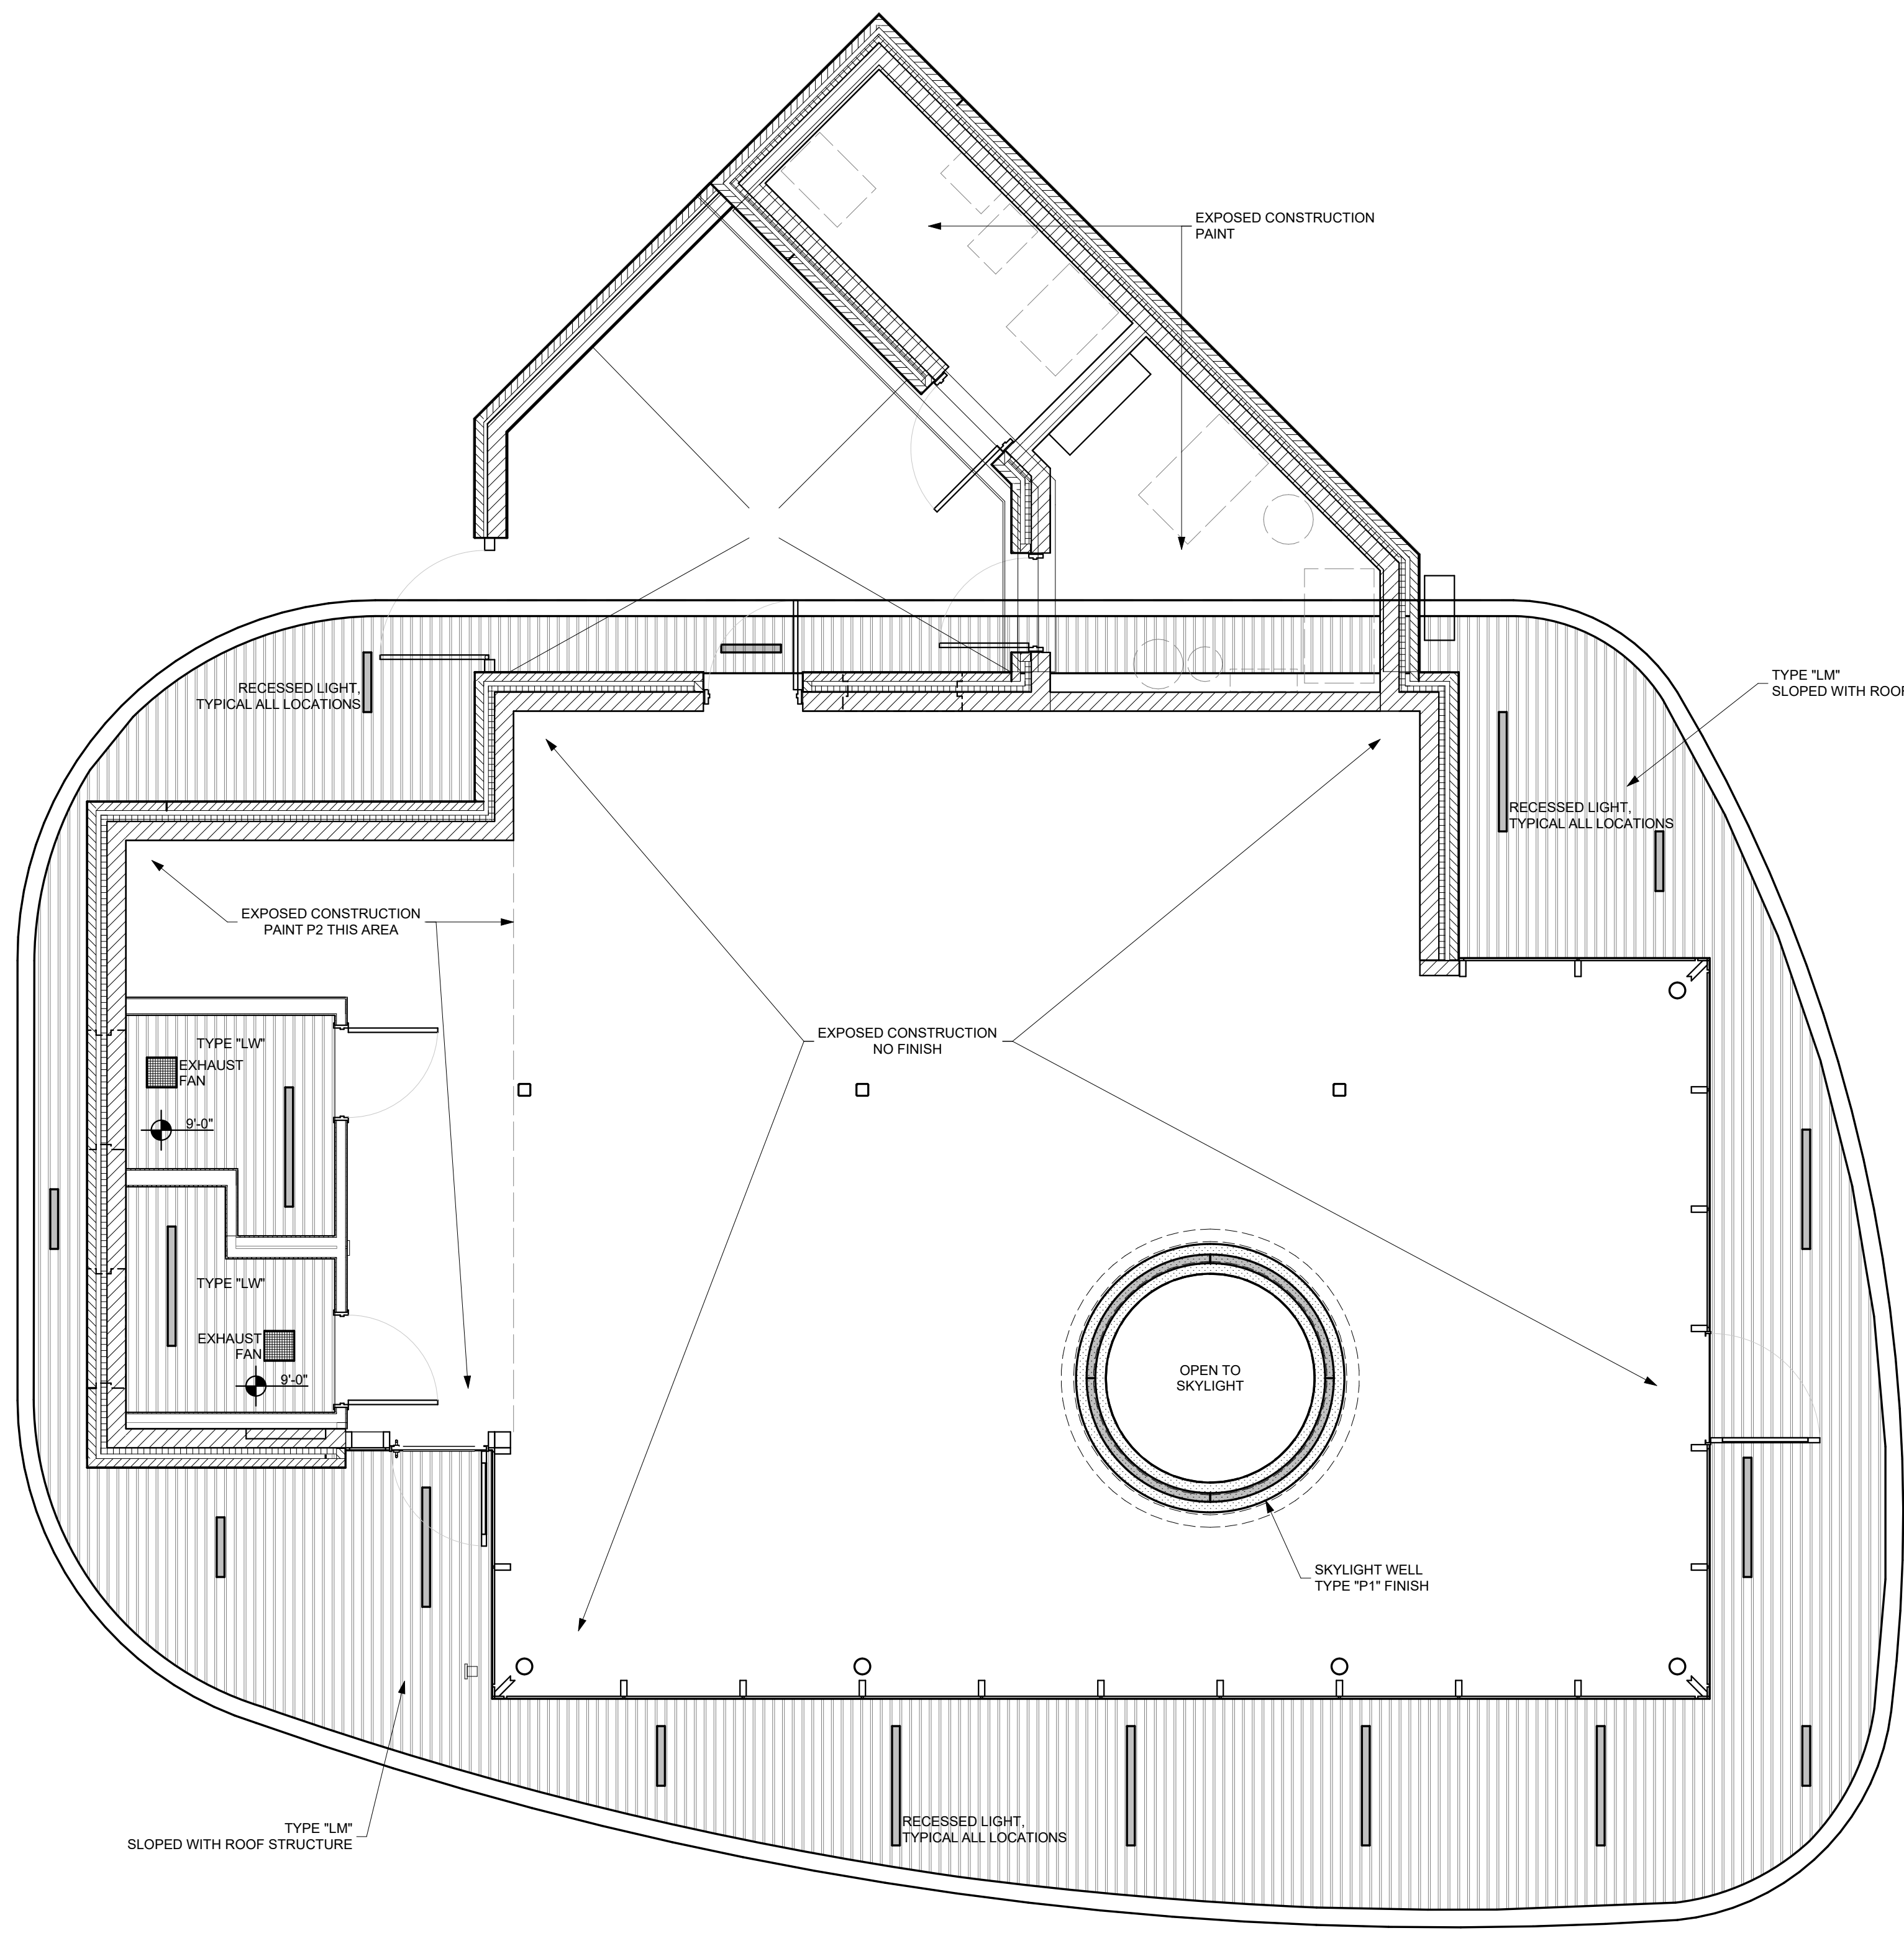 EXPOSED CONSTRUCTION
PAINT
RECESSED LIGHT,
TYPICAL ALL LOCATIONS
TYPE "LM"
SLOPED WITH ROOF
RECESSED LIGHT,
TYPICAL ALL LOCATIONS
EXPOSED CONSTRUCTION
PAINT P2 THIS AREA
EXPOSED CONSTRUCTION
NO FINISH
TYPE "LW"
EXHAUST
FAN
9'-0"
TYPE "LW"
EXHAUST
FAN
9'-0"
OPEN TO
SKYLIGHT
SKYLIGHT WELL
TYPE "P1" FINISH
TYPE "LM"
SLOPED WITH ROOF STRUCTURE
RECESSED LIGHT,
TYPICAL ALL LOCATIONS